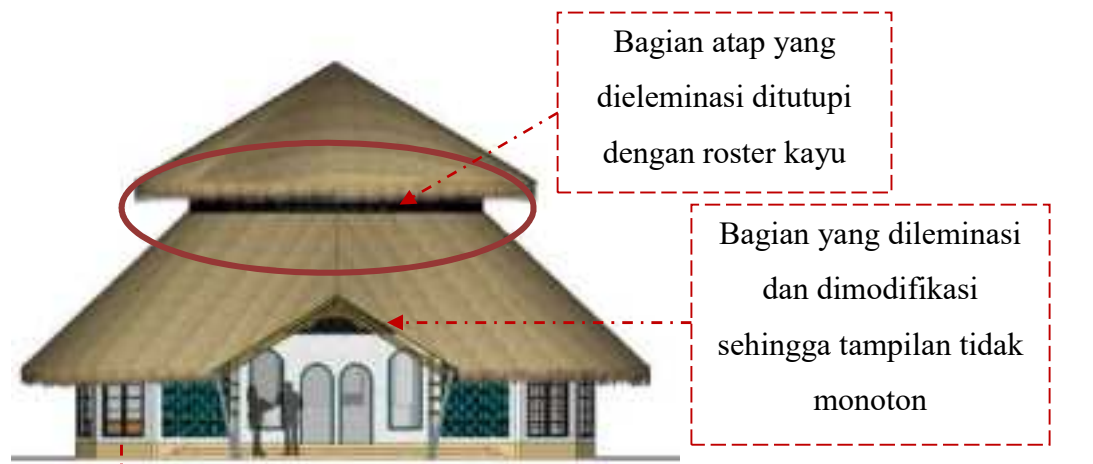 Bagian atap yang
dieleminasi ditutupi
dengan roster kayu
Bagian yang dileminasi
dan dimodifikasi
sehingga tampilan tidak
monoton